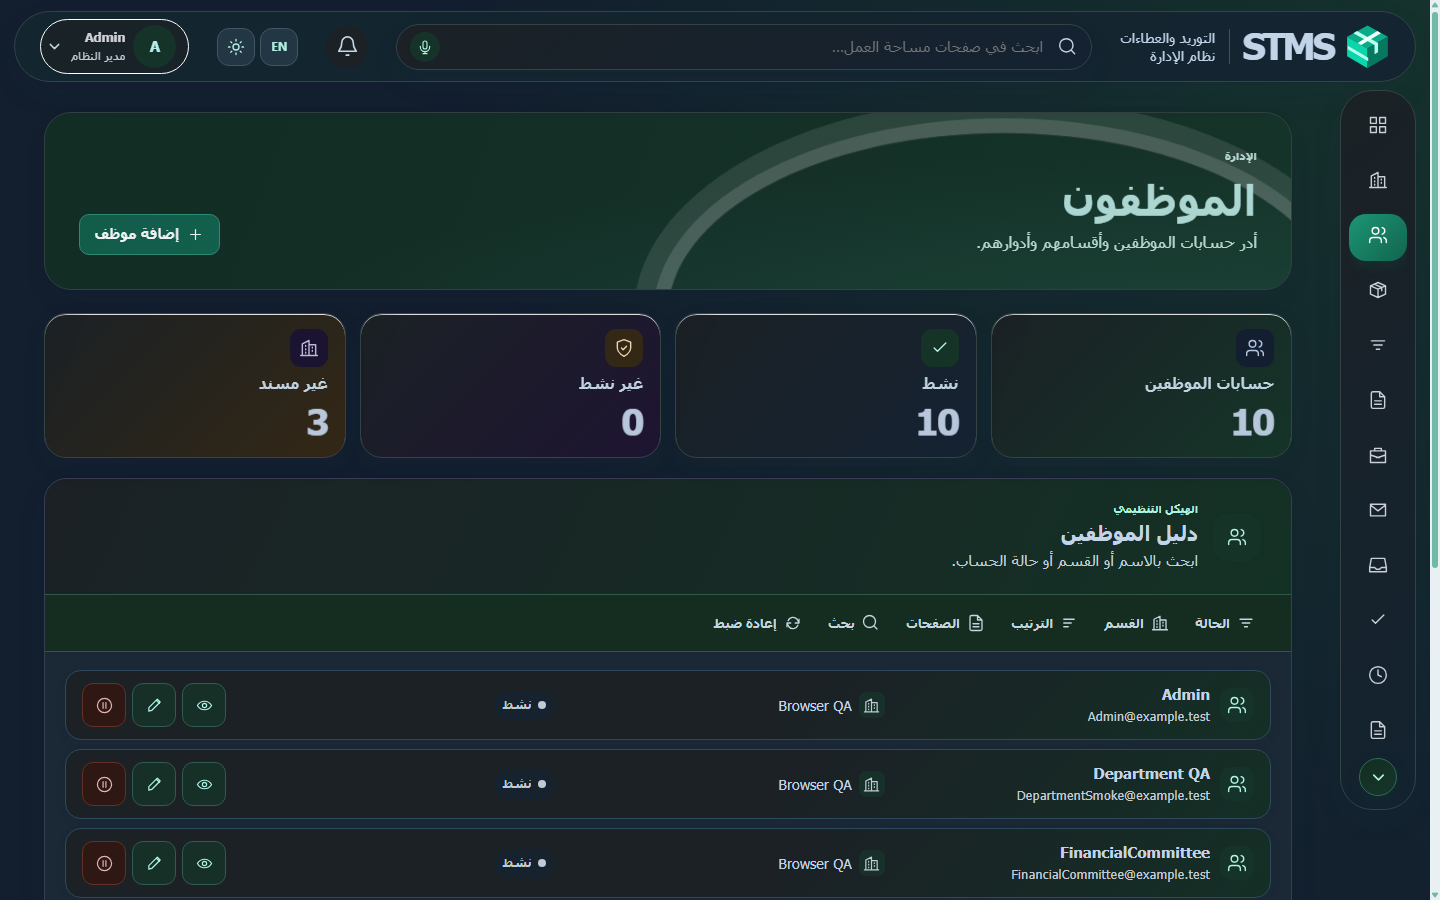 STMS
التوريد والعطاءات
نظام الإدارة
ابحث في صفحات مساحة العمل...
EN
A
Admin
مدير النظام
الإدارة
الموظفون
أدر حسابات الموظفين وأقسامهم وأدوارهم.
إضافة موظف
حسابات الموظفين
10
نشط
10
غير نشط
0
غير مسند
3
الهيكل التنظيمي
دليل الموظفين
ابحث بالاسم أو القسم أو حالة الحساب.
الحالة
القسم
الترتيب
الصفحات
بحث
إعادة ضبط
Admin
Admin@example.test
Browser QA
نشط
Department QA
DepartmentSmoke@example.test
Browser QA
نشط
FinancialCommittee
FinancialCommittee@example.test
Browser QA
نشط